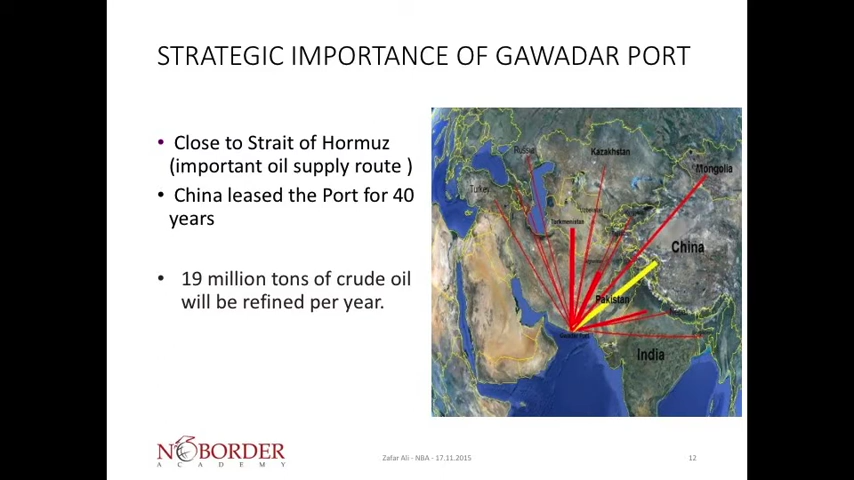 STRATEGIC IMPORTANCE OF GAWADAR PORT
• Close to Strait of Hormuz
(important oil supply route )
• China leased the Port for 40
years
• 19 million tons of crude oil
will be refined per year.
Russia
Kazakhstan
Mongolia
Turkey
Turkmenistan
China
Pakistan
India
NOBORDER
ACADEMY
Zafar Ali - NBA - 17.11.2015
12